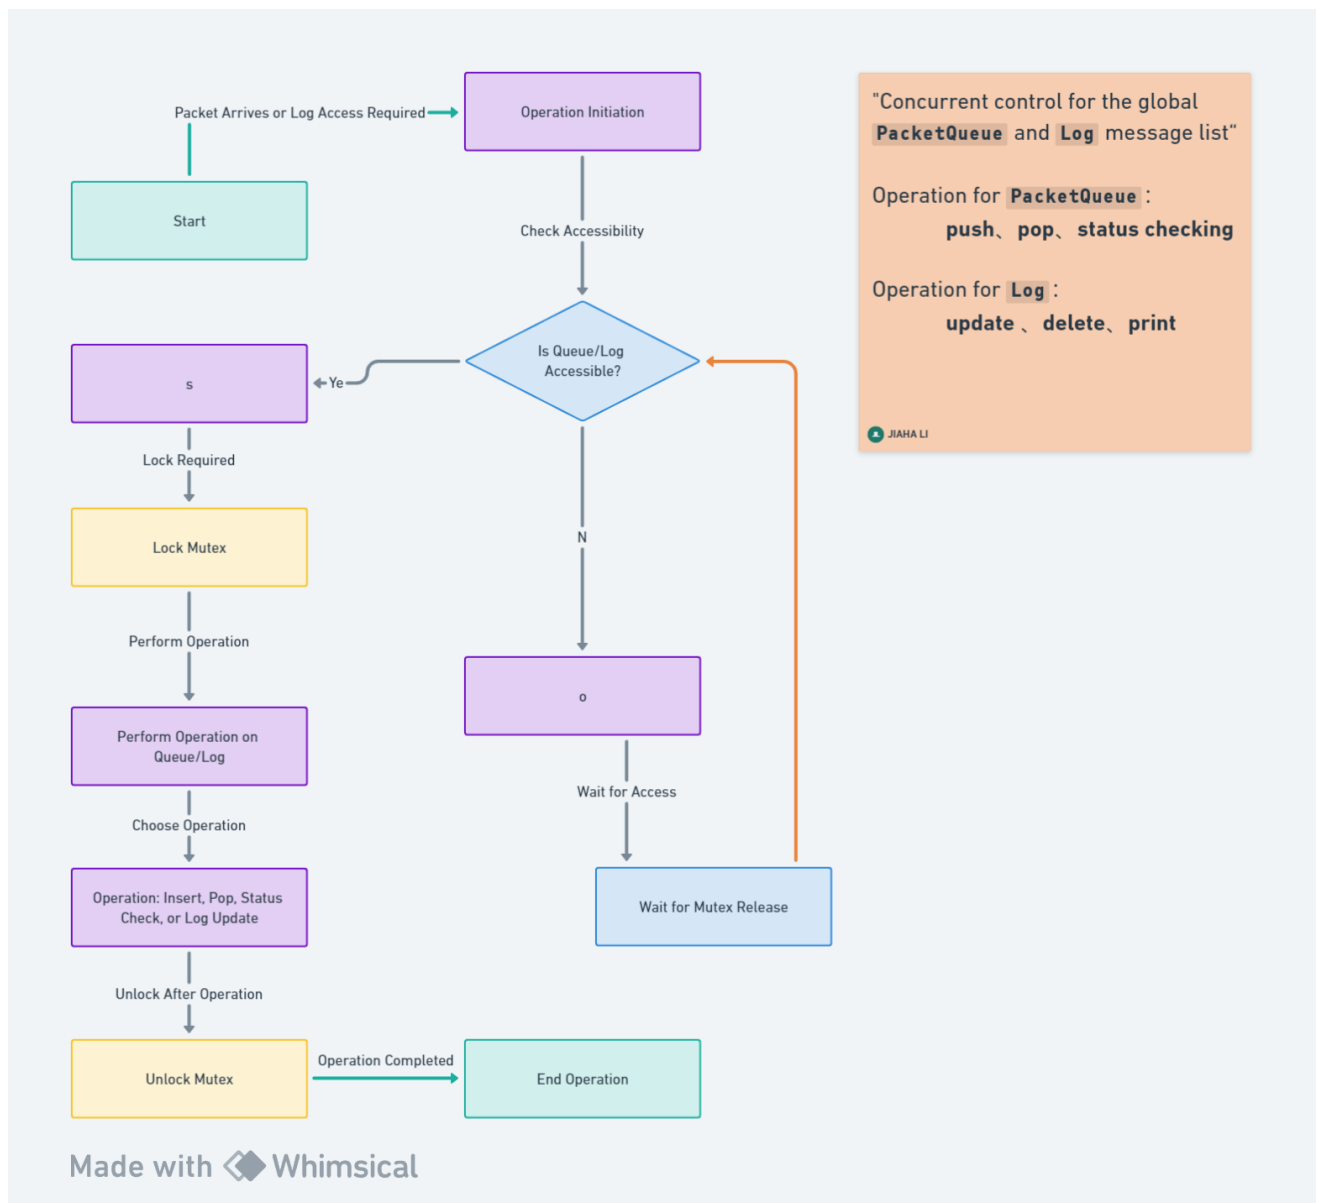 Packet Arrives or Log Access Required
Operation Initiation
Start
Check Accessibility
Is Queue/Log
Accessible?
Ye
s
Lock Required
Lock Mutex
N
Perform Operation
o
Perform Operation on
Queue/Log
Wait for Access
Choose Operation
Operation: Insert, Pop, Status
Check, or Log Update
Wait for Mutex Release
Unlock After Operation
Unlock Mutex
Operation Completed
End Operation
"Concurrent control for the global
PacketQueue and Log message list“
Operation for PacketQueue :
push、pop、status checking
Operation for Log :
update 、delete、print
JIAHA LI
Made with Whimsical